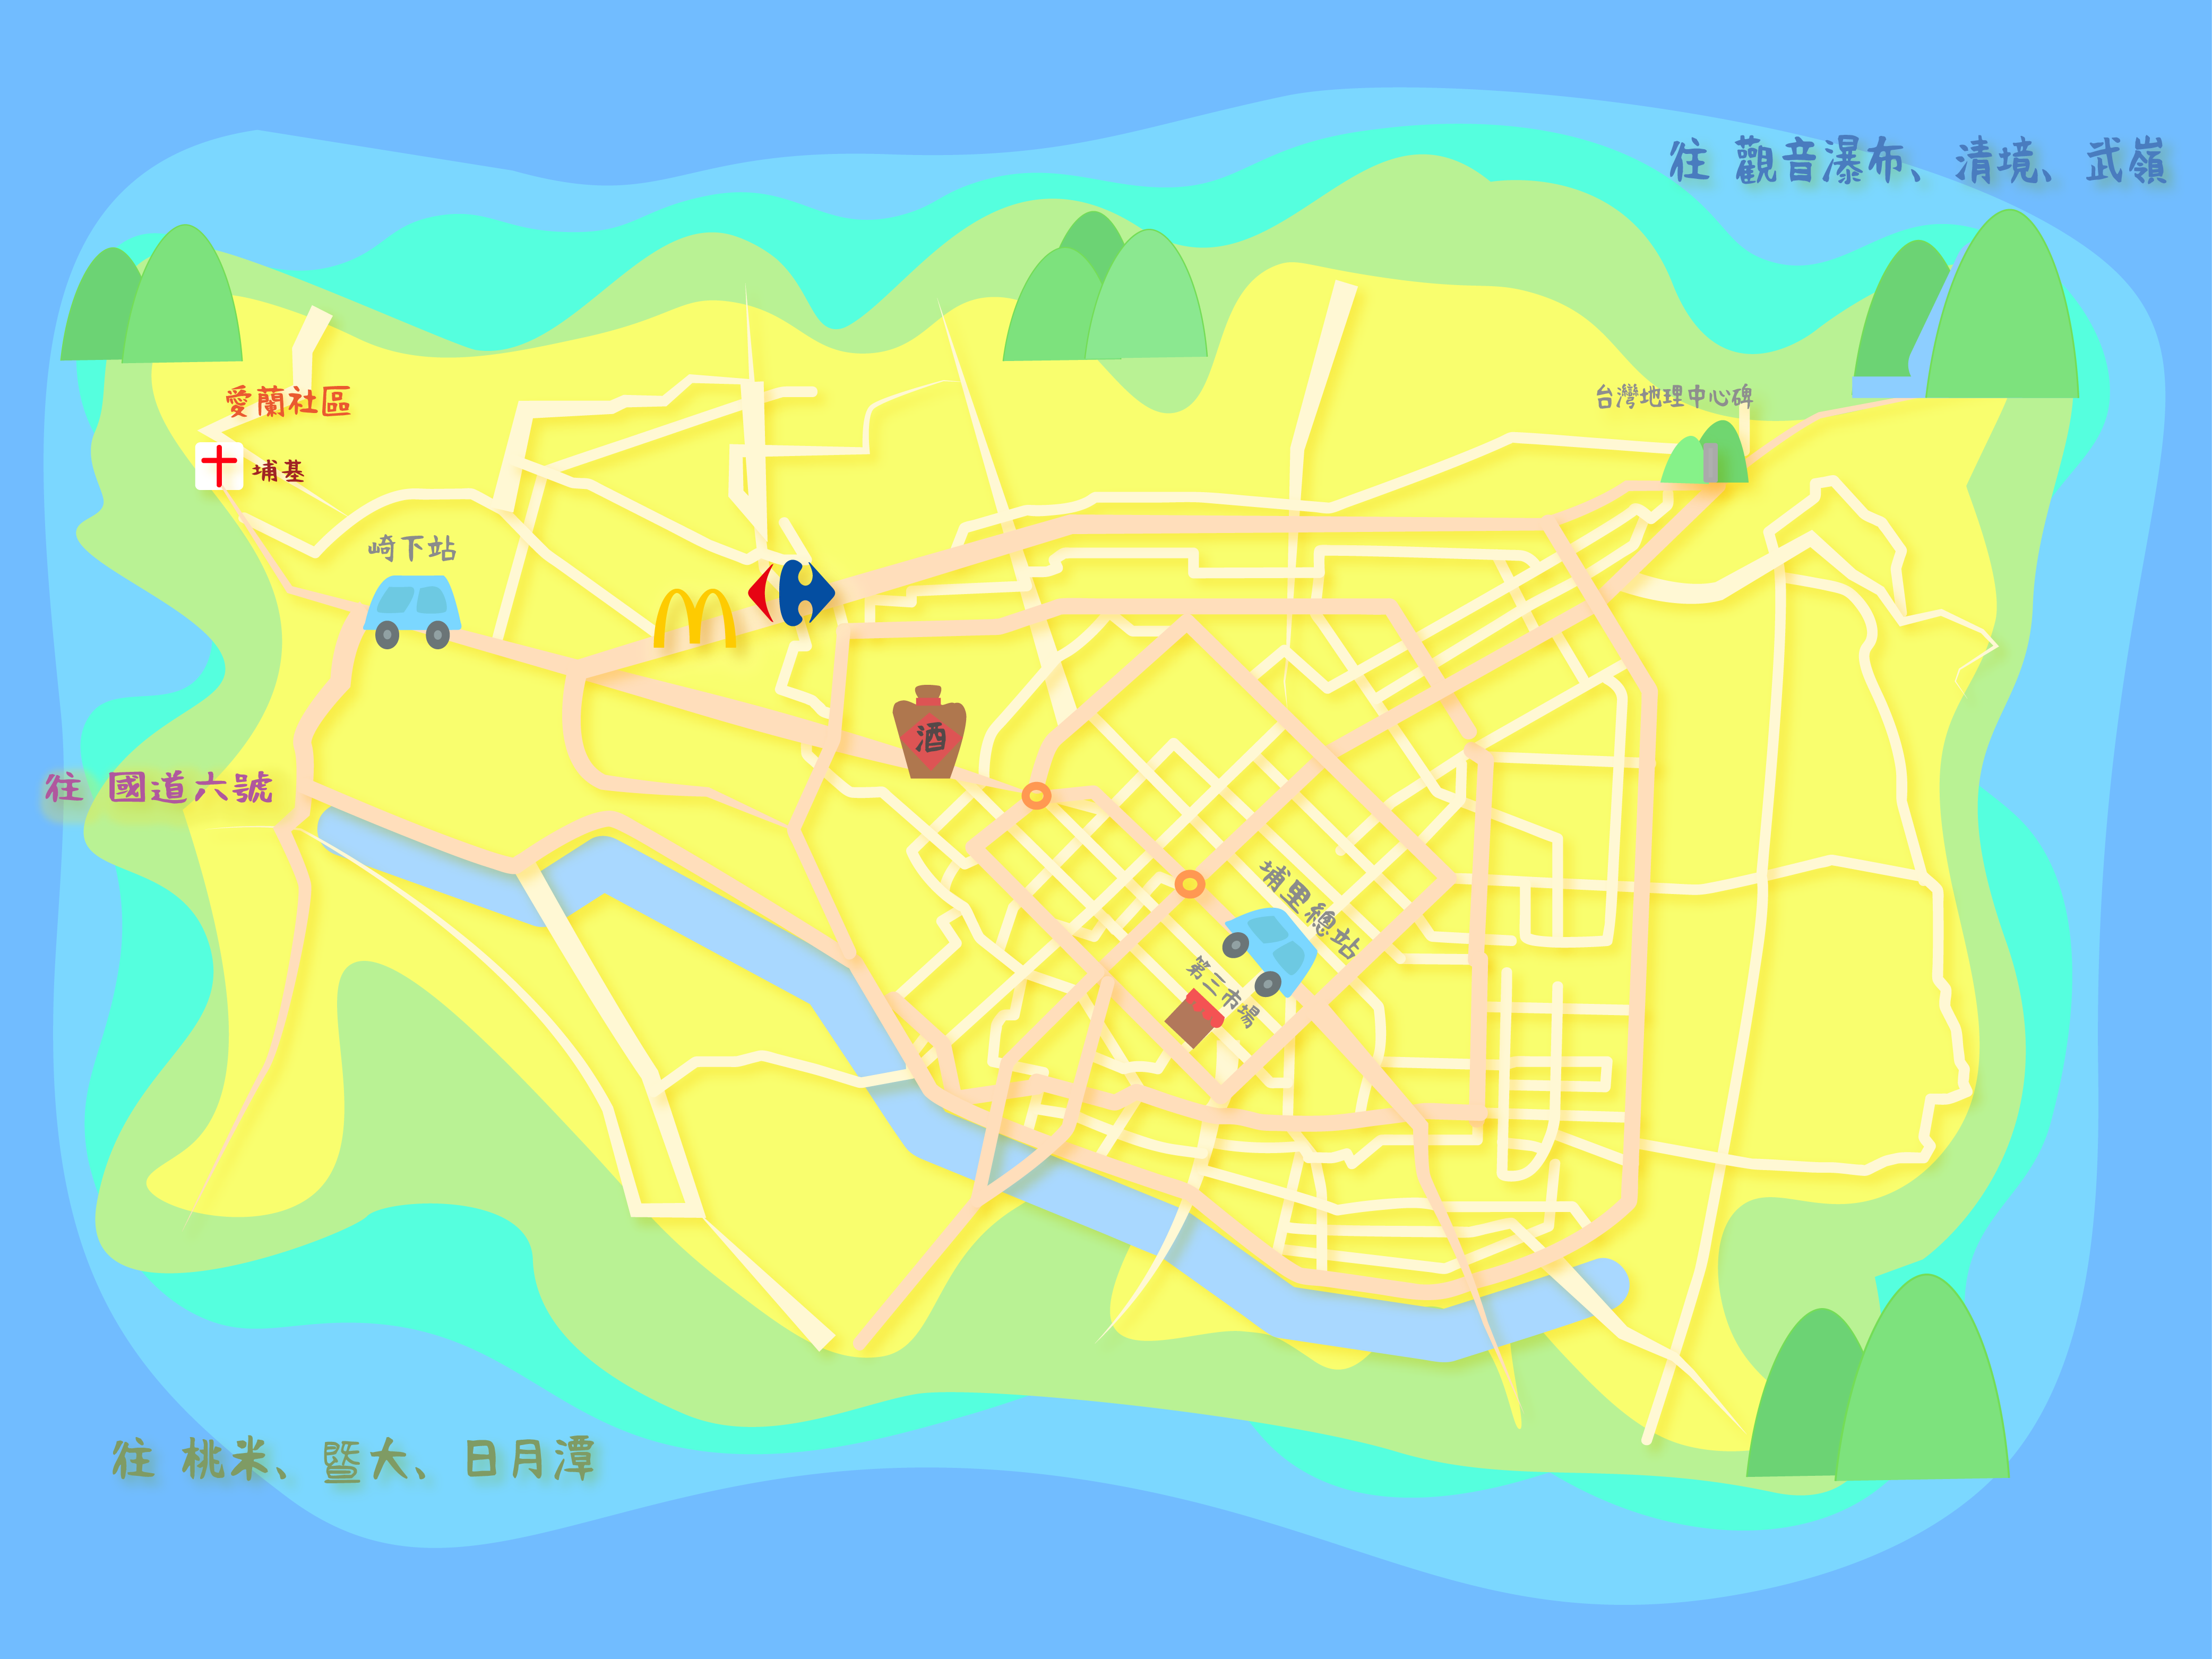 往 觀音瀑布、清境、武嶺
愛蘭社區
台灣地理中心碑
埔基
崎下站
酒
往 國道六號
埔里總站
第三市場
往 桃米、暨大、日月潭